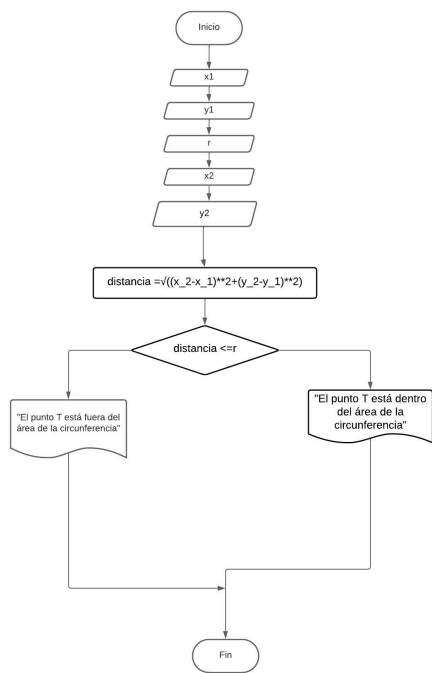 Inicio
x1
y1
r
x2
y2
distancia =√((x_2-x_1)**2+(y_2-y_1)**2)
distancia <=r
"El punto T está fuera del
área de la circunferencia"
"El punto T está dentro
del área de la
circunferencia"
Fin